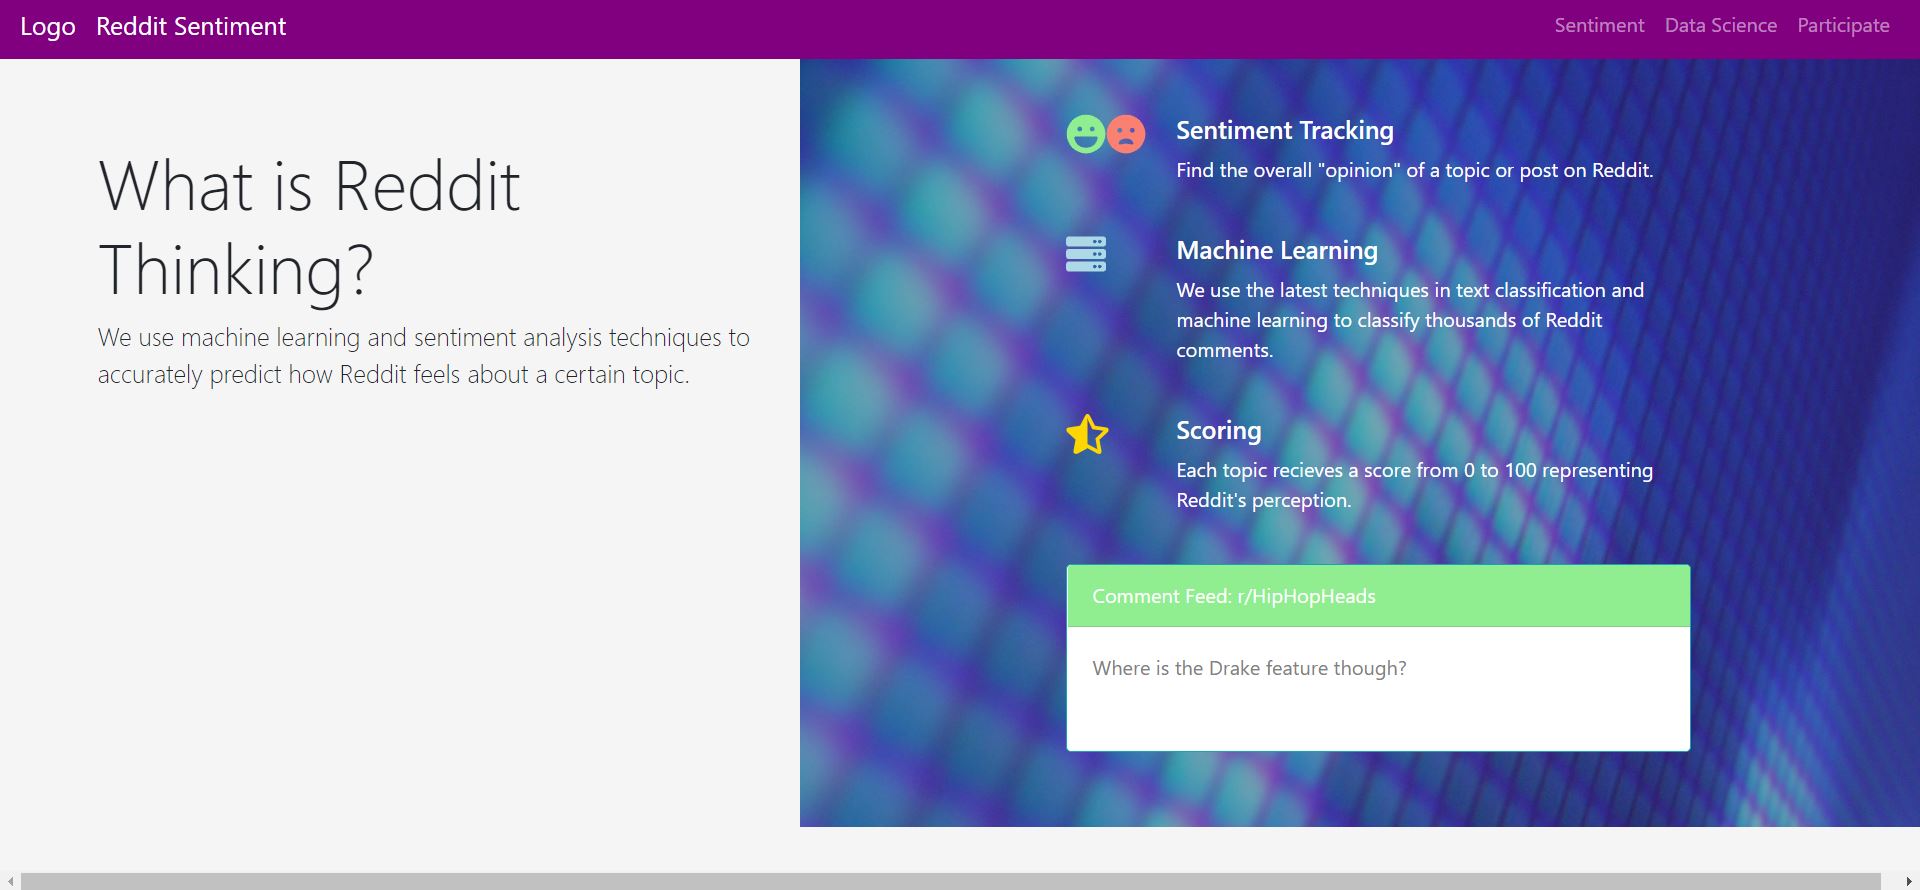 Logo Reddit Sentiment Sentiment Data Science Participate
What is Reddit
Thinking?
We use machine learning and sentiment analysis techniques to
accurately predict how Reddit feels about a certain topic.
Sentiment Tracking
Find the overall "opinion" of a topic or post on Reddit.
Machine Learning
We use the latest techniques in text classification and
machine learning to classify thousands of Reddit
comments.
Scoring
Each topic recieves a score from 0 to 100 representing
Reddit's perception.
Comment Feed: r/HipHopHeads
Where is the Drake feature though?